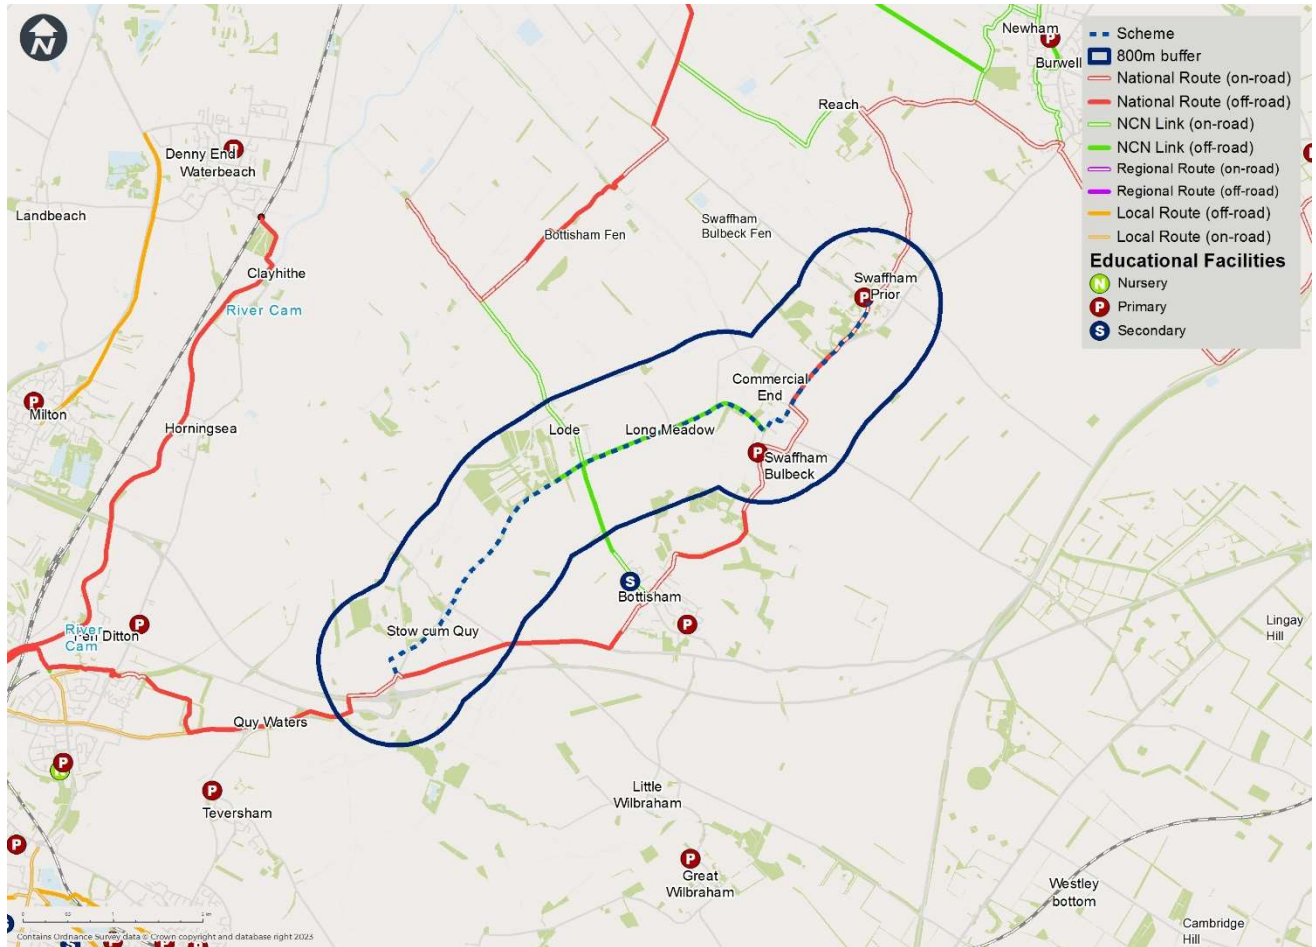 N
Newham
P
Burwell
Scheme
800m buffer
National Route (on-road)
National Route (off-road)
NCN Link (on-road)
NCN Link (off-road)
Regional Route (on-road)
Regional Route (off-road)
Local Route (off-road)
Local Route (on-road)
Educational Facilities
N Nursery
P Primary
S Secondary
Reach
Denny End
Waterbeach
Landbeach
Clayhithe
River Cam
Bottisham Fen
Swaffham
Bulbeck Fen
Swaffham
P Prior
Commercial
End
P
Milton
Horningsea
Lode
Long Meadow
P Swaffham
Bulbeck
S
Bottisham
P
P
River
Cam
Ditton
Stow cum Quy
Lingay
Hill
Quy Waters
P
P
Teversham
Little
Wilbraham
P
P
Great
Wilbraham
Westley
bottom
Cambridge
Hill
Contains Ordnance Survey data © Crown copyright and database right 2023